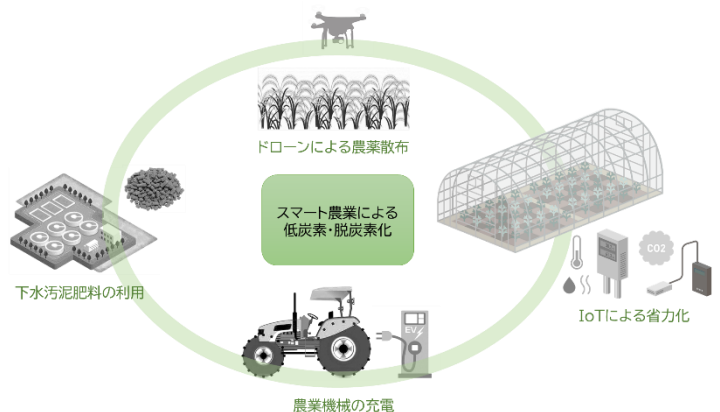 ドローンによる農薬散布
スマート農業による
低炭素・脱炭素化
下水汚泥肥料の利用
CO2
IoTによる省力化
EV
農業機械の充電